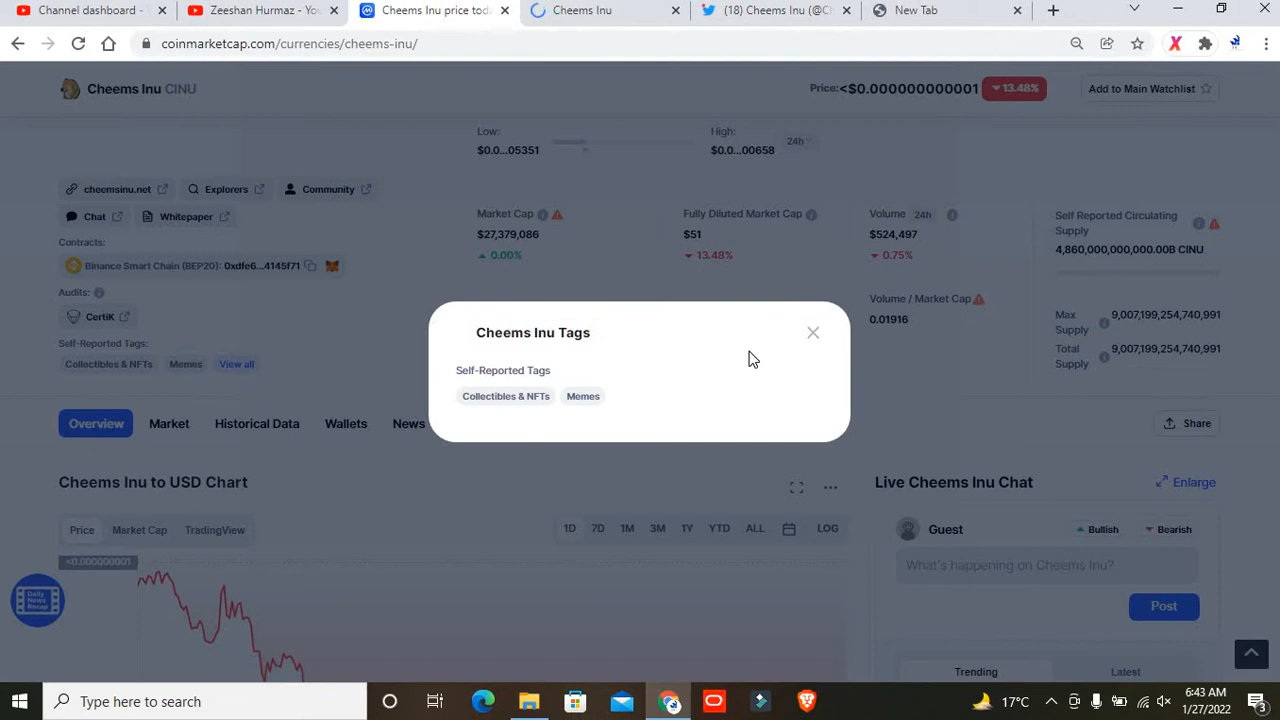 Channel dashboard -
Zeeshan Hurmaz - Yo
Cheems Inu price tod
Cheems Inu
(18) Cheems Inu (@C
New Tab
coinmarketcap.com/currencies/cheems-inu/
Cheems Inu CINU
Price:<$0.000000000001
13.48%
Add to Main Watchlist
Low:
$0.0...05351
High:
$0.0...00658
24h
cheemsinu.net
Explorers
Community
Chat
Whitepaper
Contracts:
Binance Smart Chain (BEP20): 0xdfe6...4145f71
Audits:
CertiK
Self-Reported Tags:
Collectibles & NFTs
Memes
View all
Market Cap
$27,379,086
0.00%
Fully Diluted Market Cap
$51
13.48%
Volume 24h
$524,497
0.75%
Volume / Market Cap
0.01916
Self Reported Circulating
Supply
4,860,000,000,000.00B CINU
Max
Supply
9,007,199,254,740,991
Total
Supply
9,007,199,254,740,991
Cheems Inu Tags
Self-Reported Tags
Collectibles & NFTs
Memes
Overview
Market
Historical Data
Wallets
News
Share
Cheems Inu to USD Chart
Price
Market Cap
TradingView
1D
7D
1M
3M
1Y
YTD
ALL
LOG
<0.000000001
Daily
News
Recap
Live Cheems Inu Chat
Enlarge
Guest
Bullish
Bearish
What's happening on Cheems Inu?
Post
Trending
Latest
Type here to search
17°C
6:43 AM
1/27/2022
3